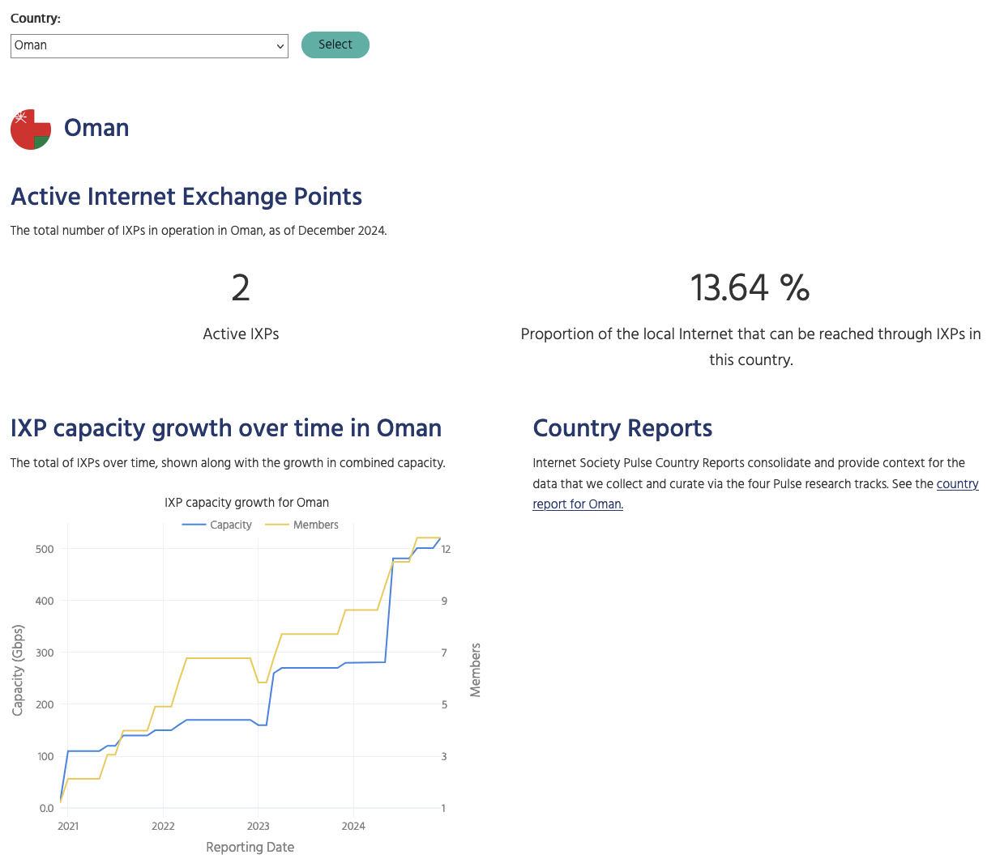 Country:
Oman
Select
Oman
Active Internet Exchange Points
The total number of IXPs in operation in Oman, as of December 2024.
2
Active IXPs
13.64 %
Proportion of the local Internet that can be reached through IXPs in
this country.
IXP capacity growth over time in Oman
The total of IXPs over time, shown along with the growth in combined capacity.
IXP capacity growth for Oman
Capacity
Members
500
400
300
200
100
0.0
Capacity (Gbps)
12
9
7
5
3
1
Members
2021
2022
2023
2024
Reporting Date
Country Reports
Internet Society Pulse Country Reports consolidate and provide context for the
data that we collect and curate via the four Pulse research tracks. See the country
report for Oman.